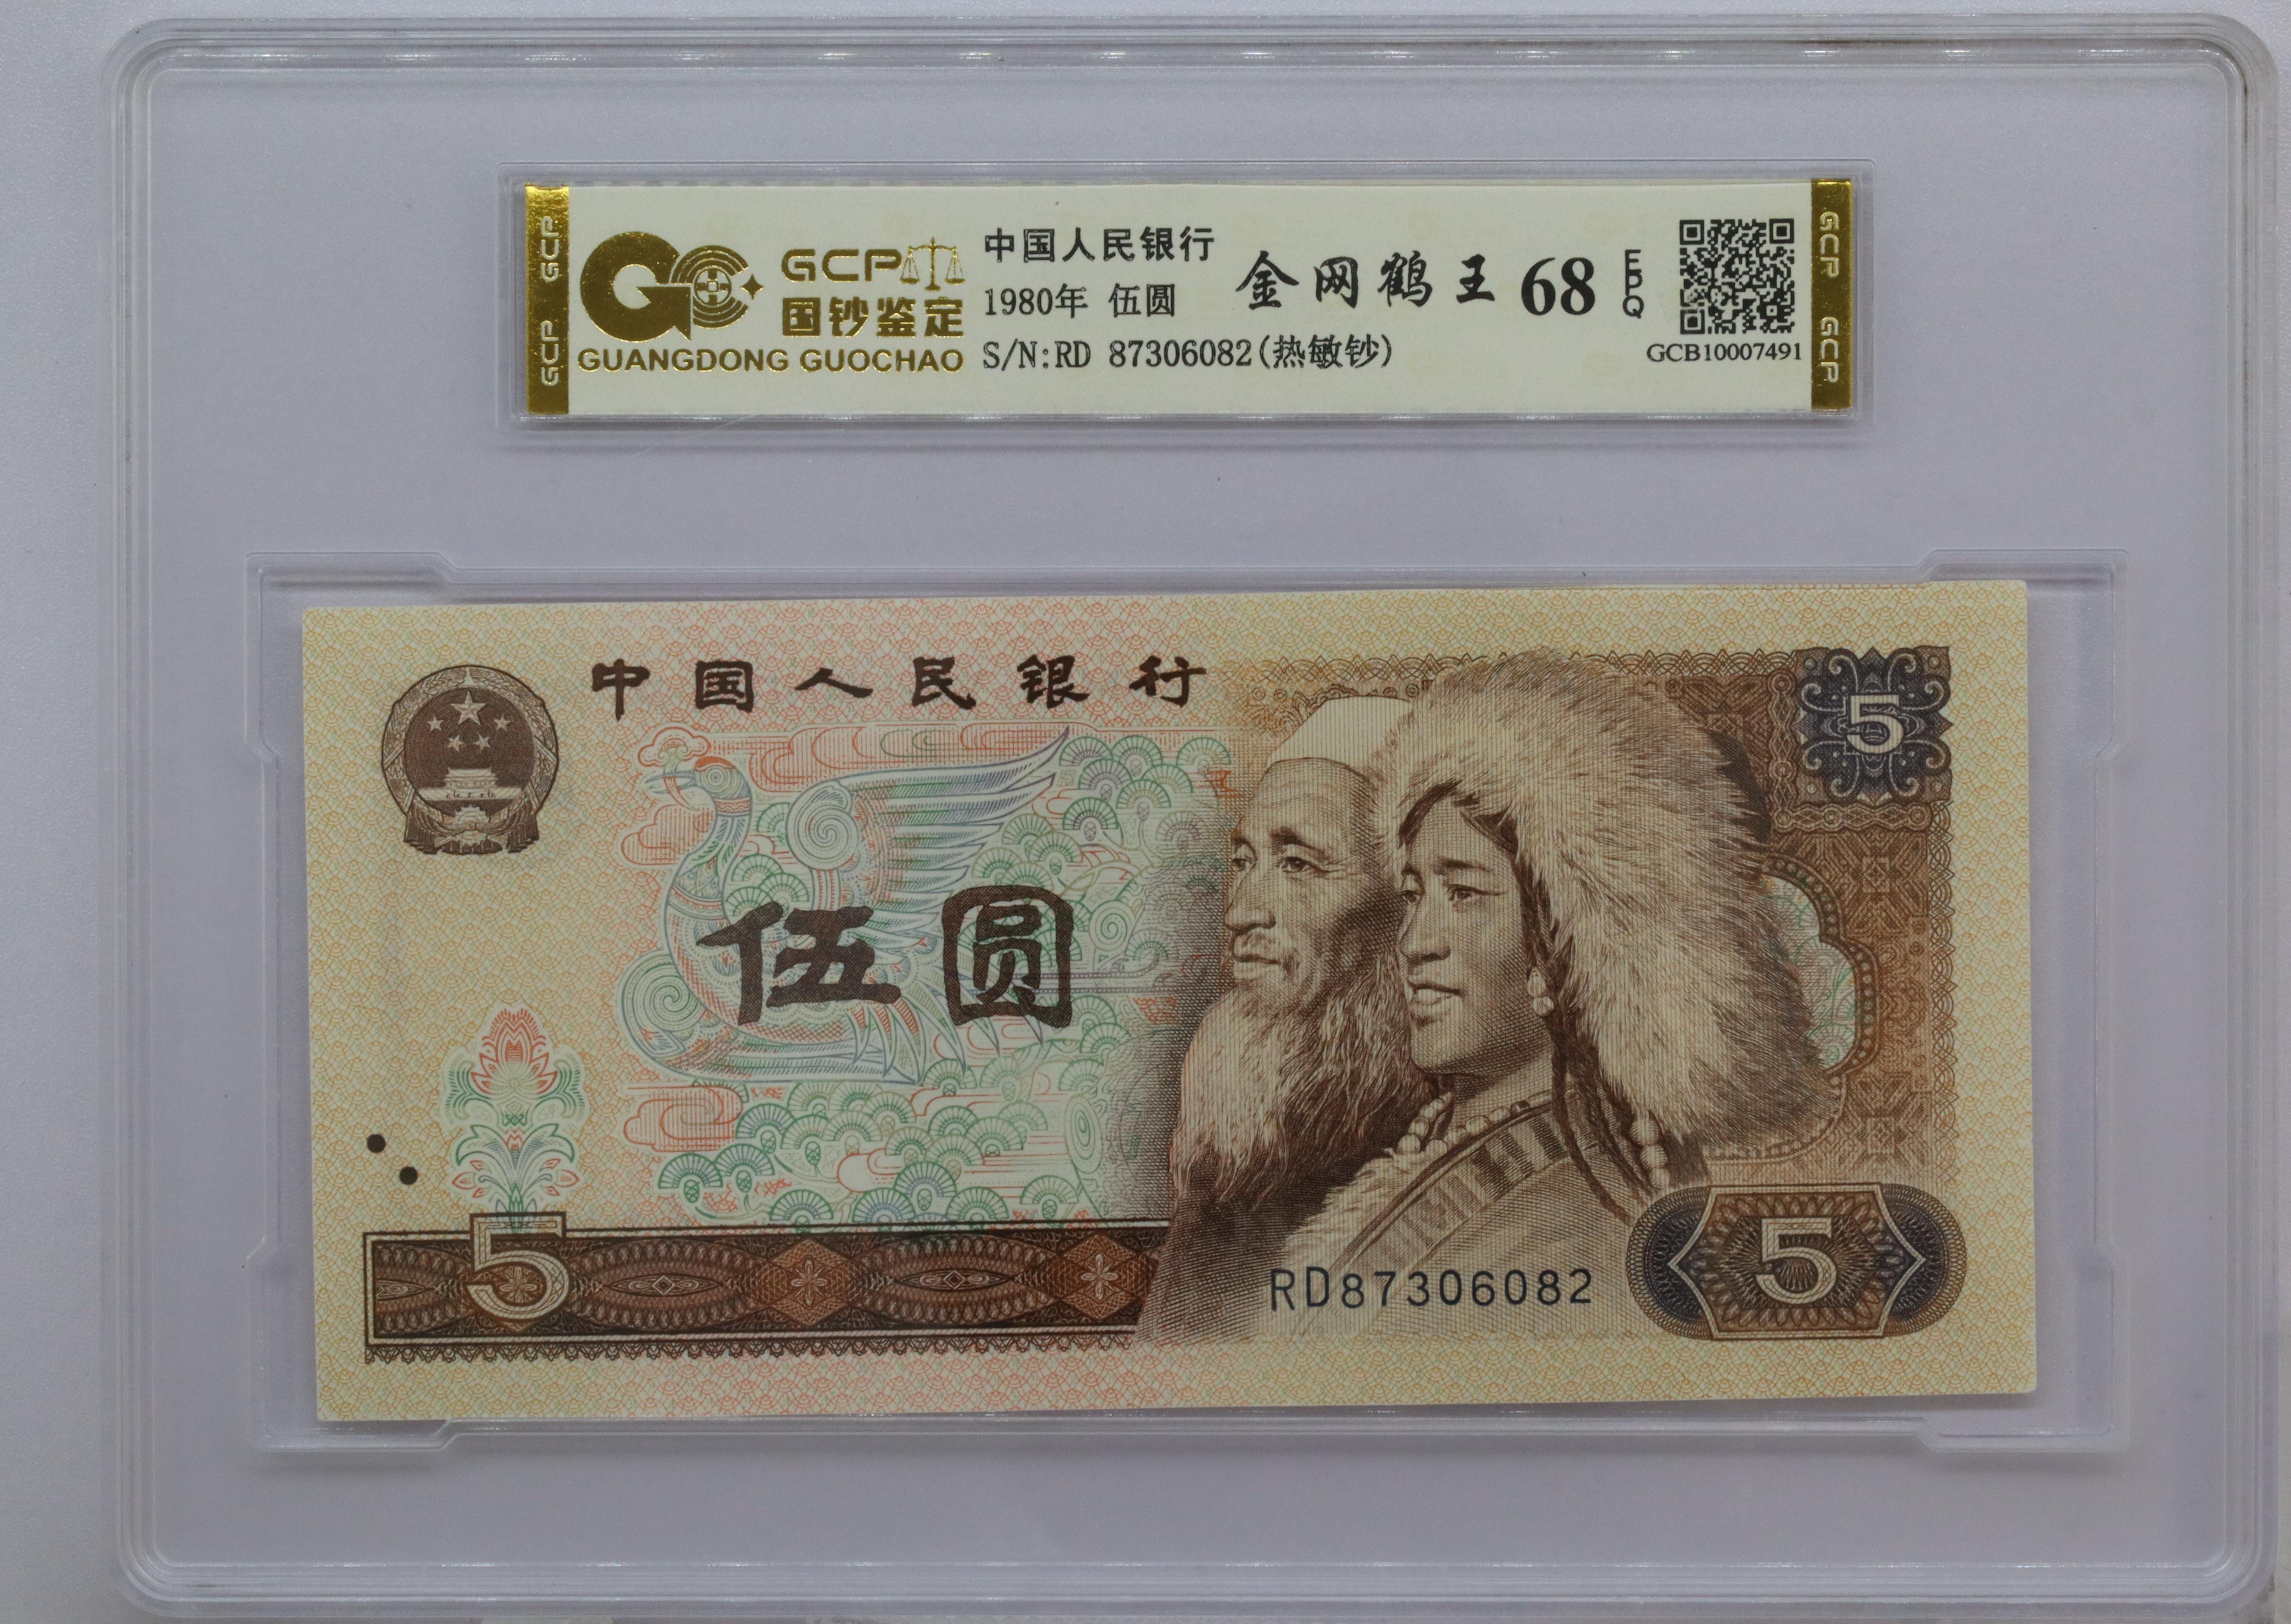 GCP GCP
GC GCP
国钞鉴定
GUANGDONG GUOCHAO
中国人民银行
1980年 伍圆
S/N:RD 87306082(热敏钞)
金网鹤王 68 EPQ
GCB10007491
GCP GCP
中国人民银行
5
伍圆
5
RD87306082
5